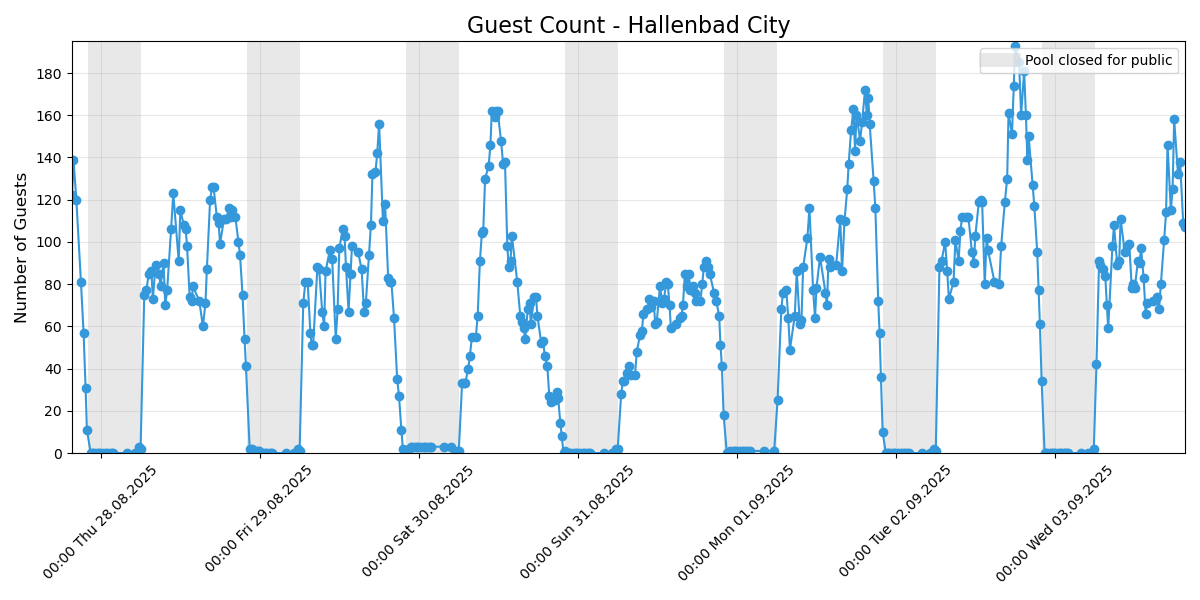 Guest Count - Hallenbad City
Pool closed for public
Number of Guests
180
160
140
120
100
80
60
40
20
0
00:00 Thu 28.08.2025
00:00 Fri 29.08.2025
00:00 Sat 30.08.2025
00:00 Sun 31.08.2025
00:00 Mon 01.09.2025
00:00 Tue 02.09.2025
00:00 Wed 03.09.2025